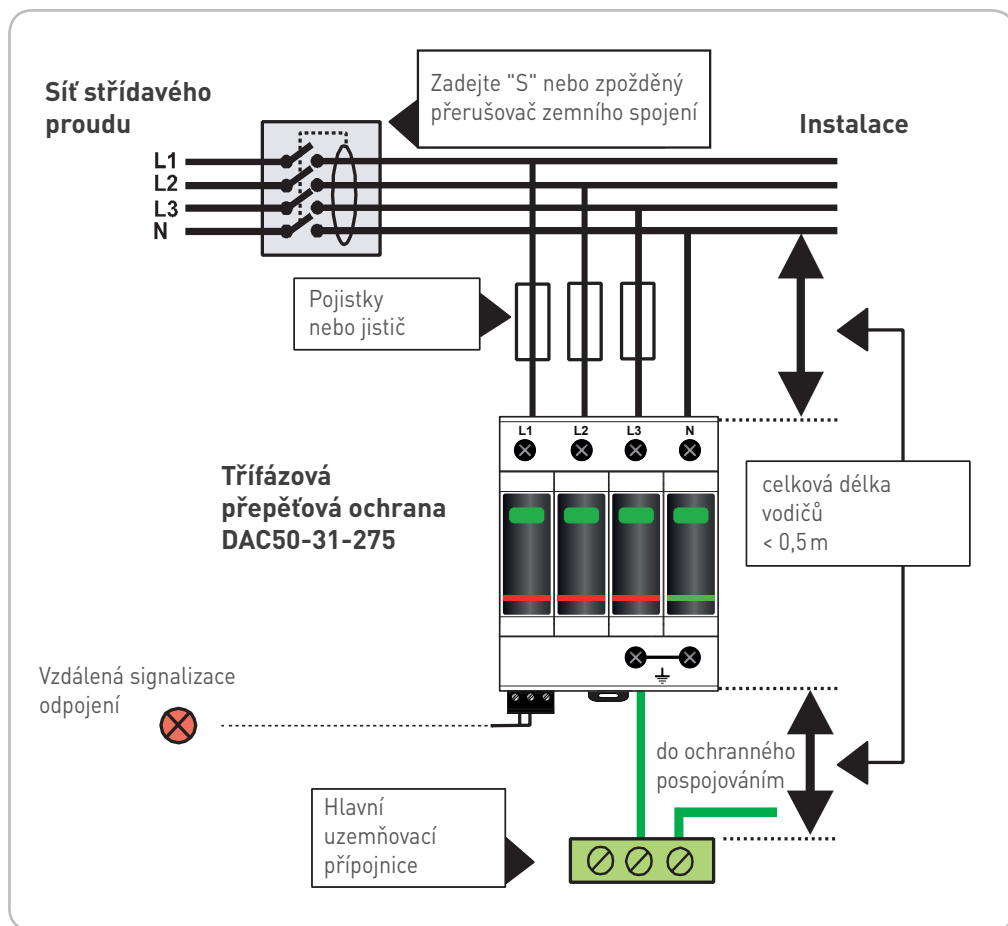 Síť střídavého
proudu
Zadejte "S" nebo zpožděný
přerušovač zemního spojení
Instalace
L1
L2
L3
N
Pojistky
nebo jistič
L1 L2 L3 N
Třífázová
přepěťová ochrana
DAC50-31-275
celková délka
vodičů
< 0,5 m
Vzdálená signalizace
odpojení
do ochranného
pospojováním
Hlavní
uzemňovací
přípojnice